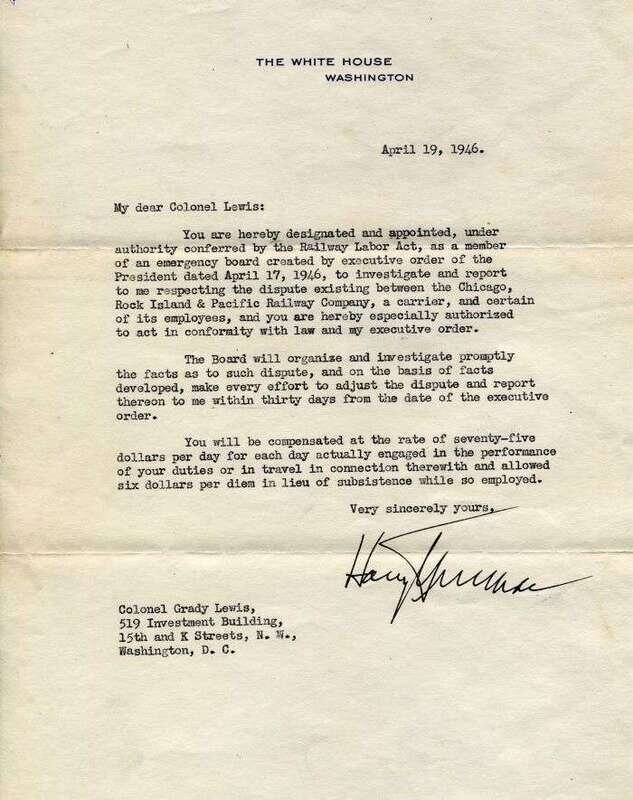 THE WHITE HOUSE
WASHINGTON
April 19, 1946.
My dear Colonel Lewis:
You are hereby designated and appointed, under
authority conferred by the Railway Labor Act, as a member
of an emergency board created by executive order of the
President dated April 17, 1946, to investigate and report
to me respecting the dispute existing between the Chicago,
Rock Island & Pacific Railway Company, a carrier, and certain
of its employees, and you are hereby especially authorized
to act in conformity with law and my executive order.
The Board will organize and investigate promptly
the facts as to such dispute, and on the basis of facts
developed, make every effort to adjust the dispute and report
thereon to me within thirty days from the date of the executive
order.
You will be compensated at the rate of seventy-five
dollars per day for each day actually engaged in the performance
of your duties or in travel in connection therewith and allowed
six dollars per diem in lieu of subsistence while so employed.
Very sincerely yours,
Harry Truman
Colonel Grady Lewis,
519 Investment Building,
15th and K Streets, N. W.,
Washington, D. C.